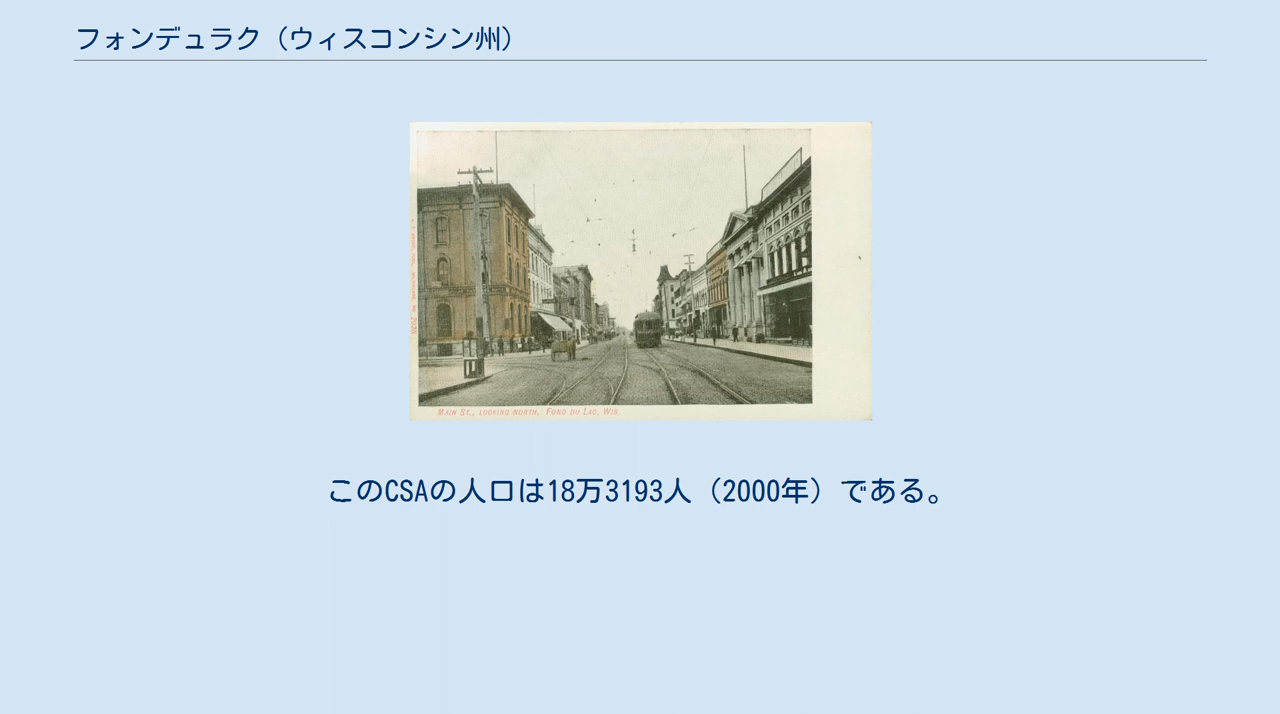 フォンデュラク（ウィスコンシン州）
MAIN ST., LOOKING NORTH, FOND DU LAC, WIS.
このCSAの人口は18万3193人（2000年）である。